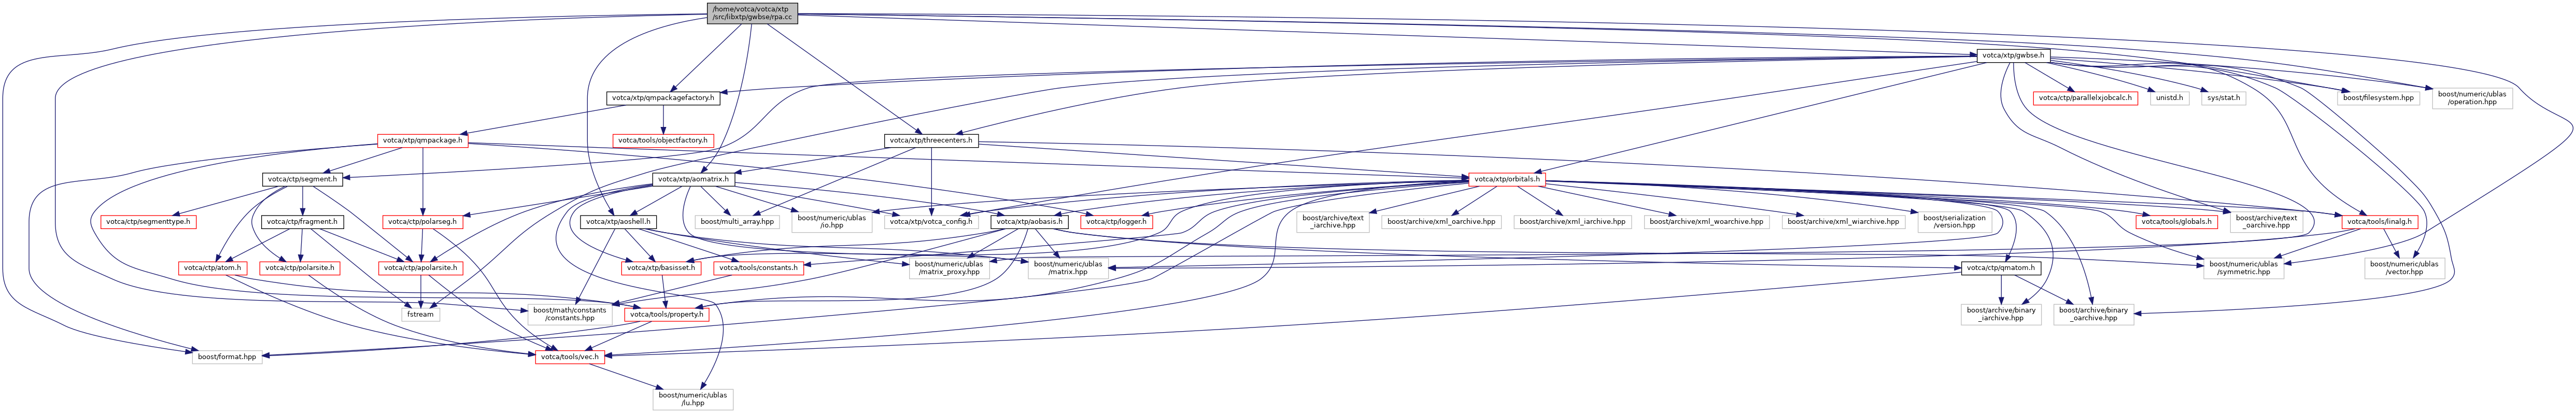 /home/votca/votca/xtp
/src/libxtp/gwbse/rpa.cc
votca/xtp/gwbse.h
votca/xtp/qmpackagefactory.h
votca/ctp/parallelxjobcalc.h
unistd.h
sys/stat.h
boost/filesystem.hpp
boost/numeric/ublas
/operation.hpp
votca/xtp/qmpackage.h
votca/tools/objectfactory.h
votca/xtp/threecenters.h
votca/ctp/segment.h
votca/xtp/aomatrix.h
votca/xtp/orbitals.h
votca/ctp/segmenttype.h
votca/ctp/fragment.h
votca/ctp/polarseg.h
votca/xtp/aoshell.h
boost/multi_array.hpp
boost/numeric/ublas
/io.hpp
votca/xtp/votca_config.h
votca/xtp/aobasis.h
votca/ctp/logger.h
boost/archive/text
_iarchive.hpp
boost/archive/xml_oarchive.hpp
boost/archive/xml_iarchive.hpp
boost/archive/xml_woarchive.hpp
boost/archive/xml_wiarchive.hpp
boost/serialization
/version.hpp
votca/tools/globals.h
boost/archive/text
_oarchive.hpp
votca/tools/linalg.h
votca/ctp/atom.h
votca/ctp/polarsite.h
votca/ctp/apolarsite.h
votca/xtp/basisset.h
votca/tools/constants.h
boost/numeric/ublas
/matrix_proxy.hpp
boost/numeric/ublas
/matrix.hpp
votca/ctp/qmatom.h
boost/numeric/ublas
/symmetric.hpp
boost/numeric/ublas
/vector.hpp
fstream
boost/math/constants
/constants.hpp
votca/tools/property.h
boost/archive/binary
_iarchive.hpp
boost/archive/binary
_oarchive.hpp
boost/format.hpp
votca/tools/vec.h
boost/numeric/ublas
/lu.hpp